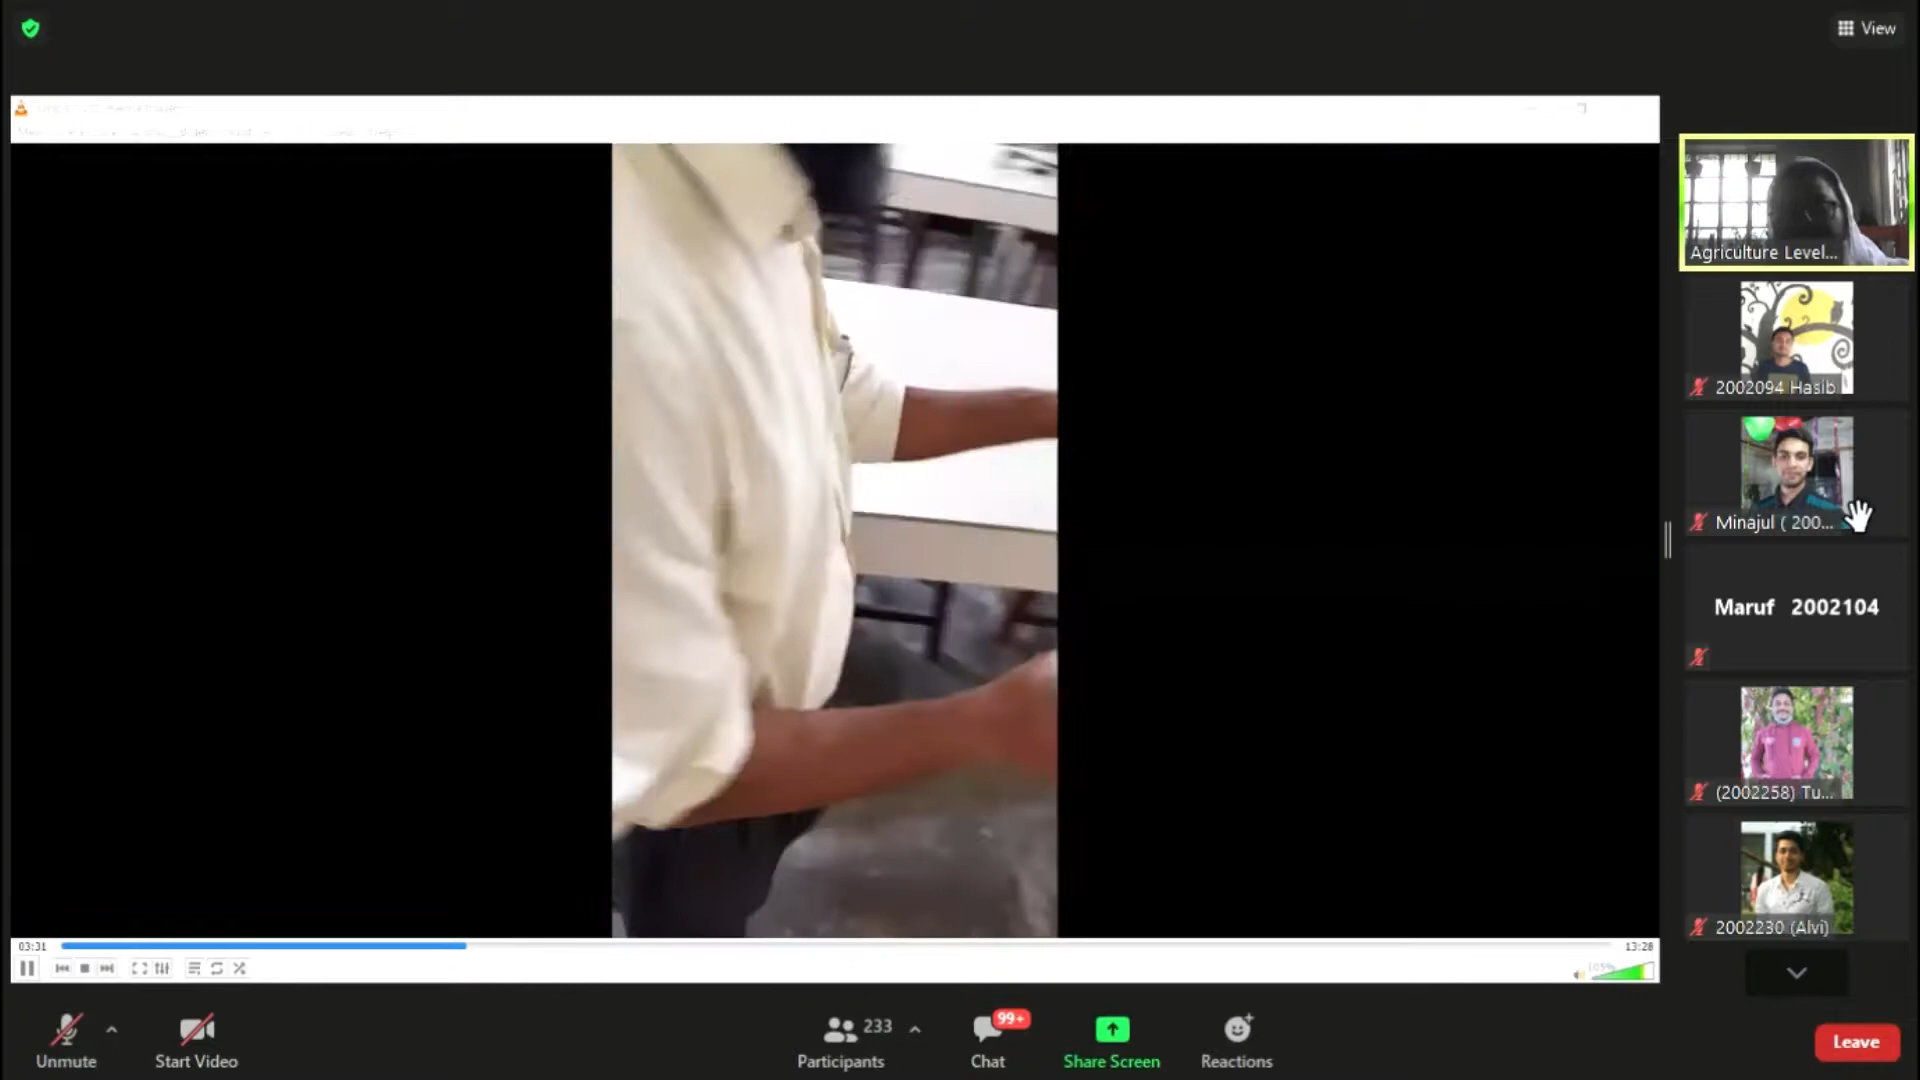 View
Agriculture Level...
2002094 Hasib
Minajul ( 200...
Maruf 2002104
(2002258) Tu...
2002230 (Alvi)
03:31
13:28
105%
Unmute
Start Video
233
Participants
99+
Chat
Share Screen
Reactions
Leave